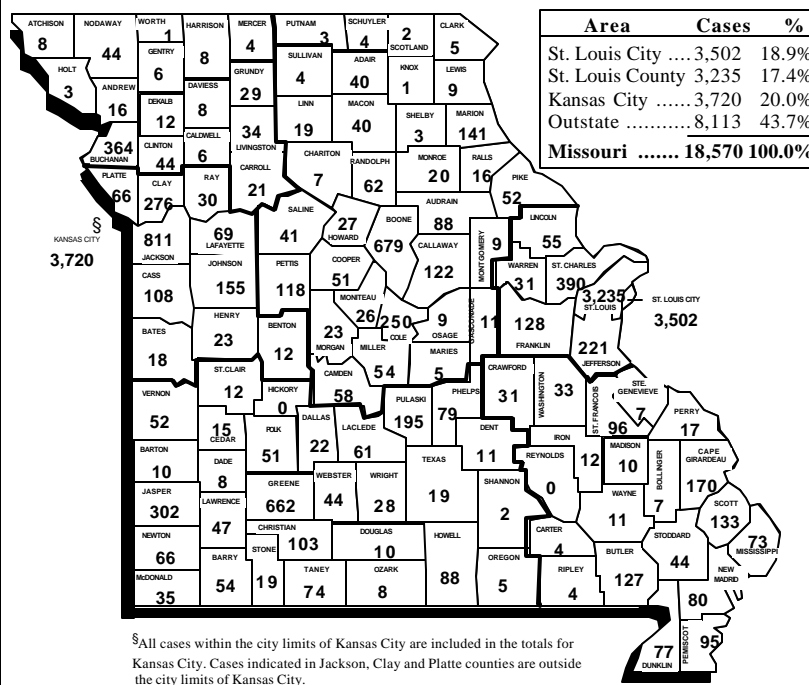 Area Cases %
St. Louis City .... 3,502 18.9%
St. Louis County 3,235 17.4%
Kansas City ...... 3,720 20.0%
Outstate ........... 8,113 43.7%
Missouri ....... 18,570 100.0%
ATCHISON
8
NODAWAY
44
WORTH
1
HARRISON
8
MERCER
4
PUTNAM
3
SCHUYLER
4
2
SCOTLAND
CLARK
5
HOLT
3
GENTRY
6
ANDREW
16
DEKALB
12
DAVIESS
8
GRUNDY
29
SULLIVAN
4
ADAIR
40
KNOX
1
LEWIS
9
LINN
19
MACON
40
SHELBY
3
MARION
141
364
BUCHANAN
CLINTON
44
CALDWELL
6
34
LIVINGSTON
CHARITON
7
RANDOLPH
62
MONROE
20
RALLS
16
PIKE
52
PLATTE
66
CLAY
276
RAY
30
CARROLL
21
§
KANSAS CITY
3,720
811
JACKSON
69
LAFAYETTE
SALINE
41
27
HOWARD
BOONE
679
AUDRAIN
88
CALLAWAY
122
MONTGOMERY
9
LINCOLN
55
WARREN
31
ST. CHARLES
390
3,235
ST.LOUIS
ST. LOUIS CITY
3,502
CASS
108
JOHNSON
155
PETTIS
118
COOPER
51
MONITEAU
26
250
COLE
9
OSAGE
GASCONADE
11
128
FRANKLIN
221
JEFFERSON
BATES
18
HENRY
23
BENTON
12
23
MORGAN
MILLER
54
MARIES
5
CAMDEN
58
VERNON
52
ST.CLAIR
12
HICKORY
0
PULASKI
195
PHELPS
79
CRAWFORD
31
WASHINGTON
33
ST. FRANCOIS
96
STE.
GENEVIEVE
7
PERRY
17
15
CEDAR
POLK
51
DALLAS
22
LACLEDE
61
DENT
11
IRON
12
REYNOLDS
0
MADISON
10
BOLLINGER
7
CAPE
GIRARDEAU
170
BARTON
10
DADE
8
GREENE
662
WEBSTER
44
WRIGHT
28
TEXAS
19
SHANNON
2
WAYNE
11
SCOTT
133
73
MISSISSIPPI
JASPER
302
LAWRENCE
47
CHRISTIAN
103
DOUGLAS
10
HOWELL
88
CARTER
4
STODDARD
44
NEW
MADRID
80
NEWTON
66
BARRY
54
STONE
19
TANEY
74
OZARK
8
OREGON
5
RIPLEY
4
BUTLER
127
McDONALD
35
77
DUNKLIN
PEMISCOT
95
§All cases within the city limits of Kansas City are included in the totals for
Kansas City. Cases indicated in Jackson, Clay and Platte counties are outside
the city limits of Kansas City.